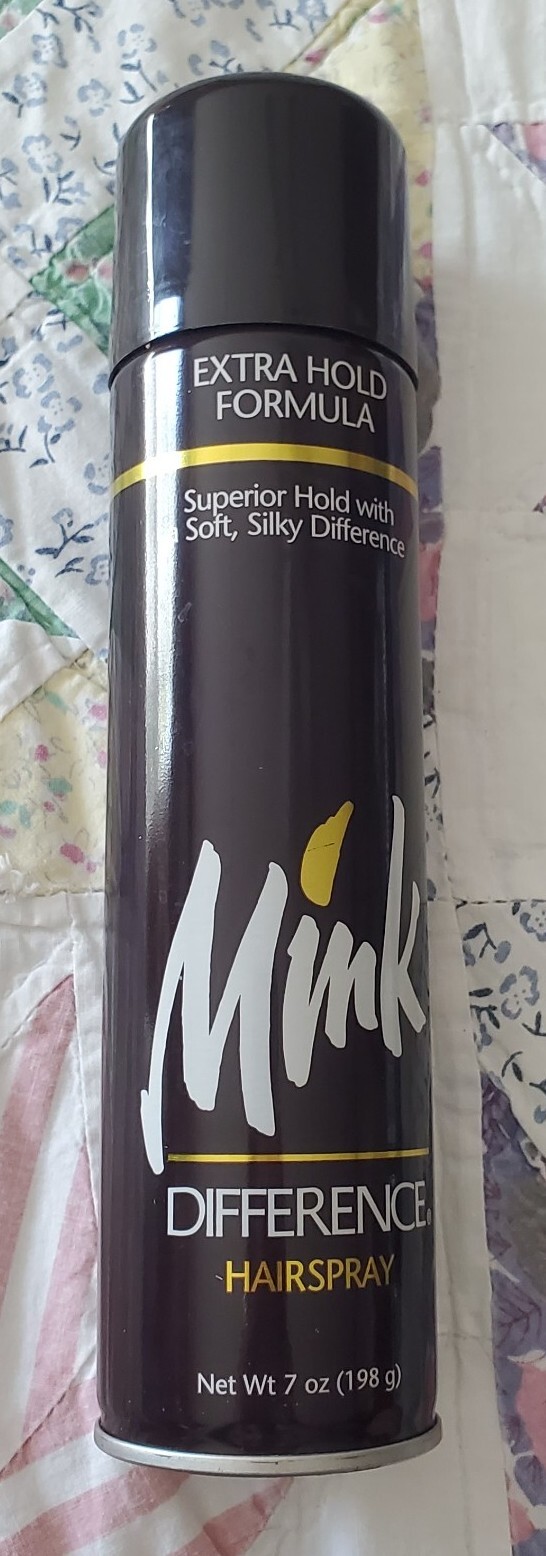 EXTRA HOLD
FORMULA
Superior Hold with
a Soft, Silky Difference
Mink
DIFFERENCE®
HAIRSPRAY
Net Wt 7 oz (198 g)